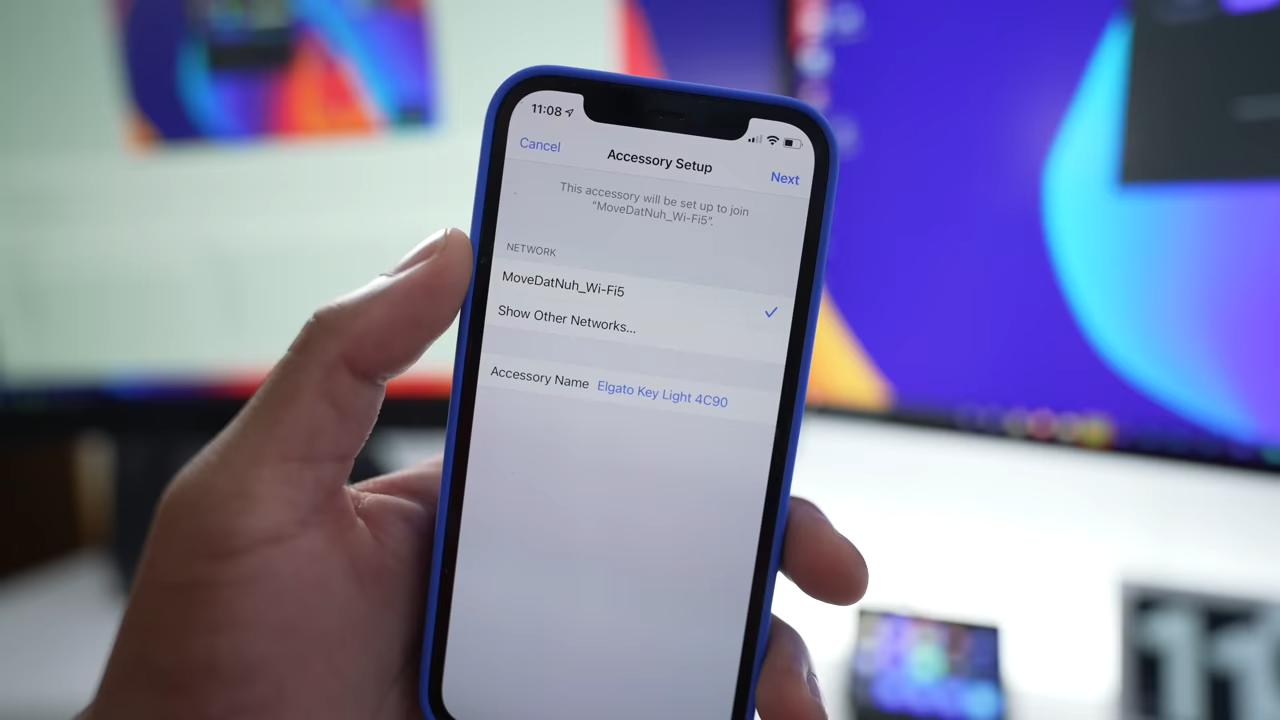 11:08
Cancel
Accessory Setup
Next
This accessory will be set up to join
“MoveDatNuh_Wi-Fi5”.
NETWORK
MoveDatNuh_Wi-Fi5
Show Other Networks...
Accessory Name Elgato Key Light 4C90